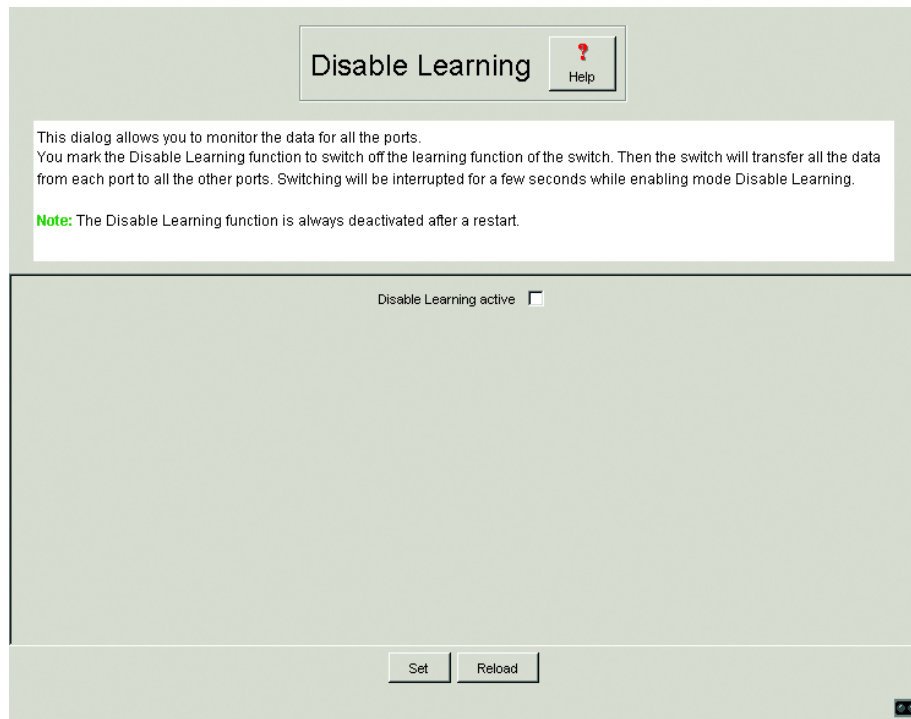 Disable Learning
?
Help
This dialog allows you to monitor the data for all the ports.
You mark the Disable Learning function to switch off the learning function of the switch. Then the switch will transfer all the data
from each port to all the other ports. Switching will be interrupted for a few seconds while enabling mode Disable Learning.
Note: The Disable Learning function is always deactivated after a restart.
Disable Learning active
Set
Reload